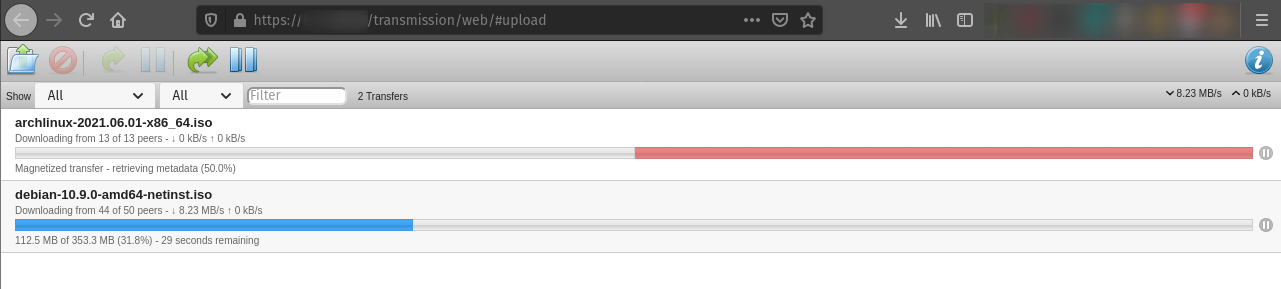 https:// /transmission/web/#upload
Show All All Filter 2 Transfers 8.23 MB/s 0 kB/s
archlinux-2021.06.01-x86_64.iso
Downloading from 13 of 13 peers - ↓ 0 kB/s ↑ 0 kB/s
Magnetized transfer - retrieving metadata (50.0%)
debian-10.9.0-amd64-netinst.iso
Downloading from 44 of 50 peers - ↓ 8.23 MB/s ↑ 0 kB/s
112.5 MB of 353.3 MB (31.8%) - 29 seconds remaining